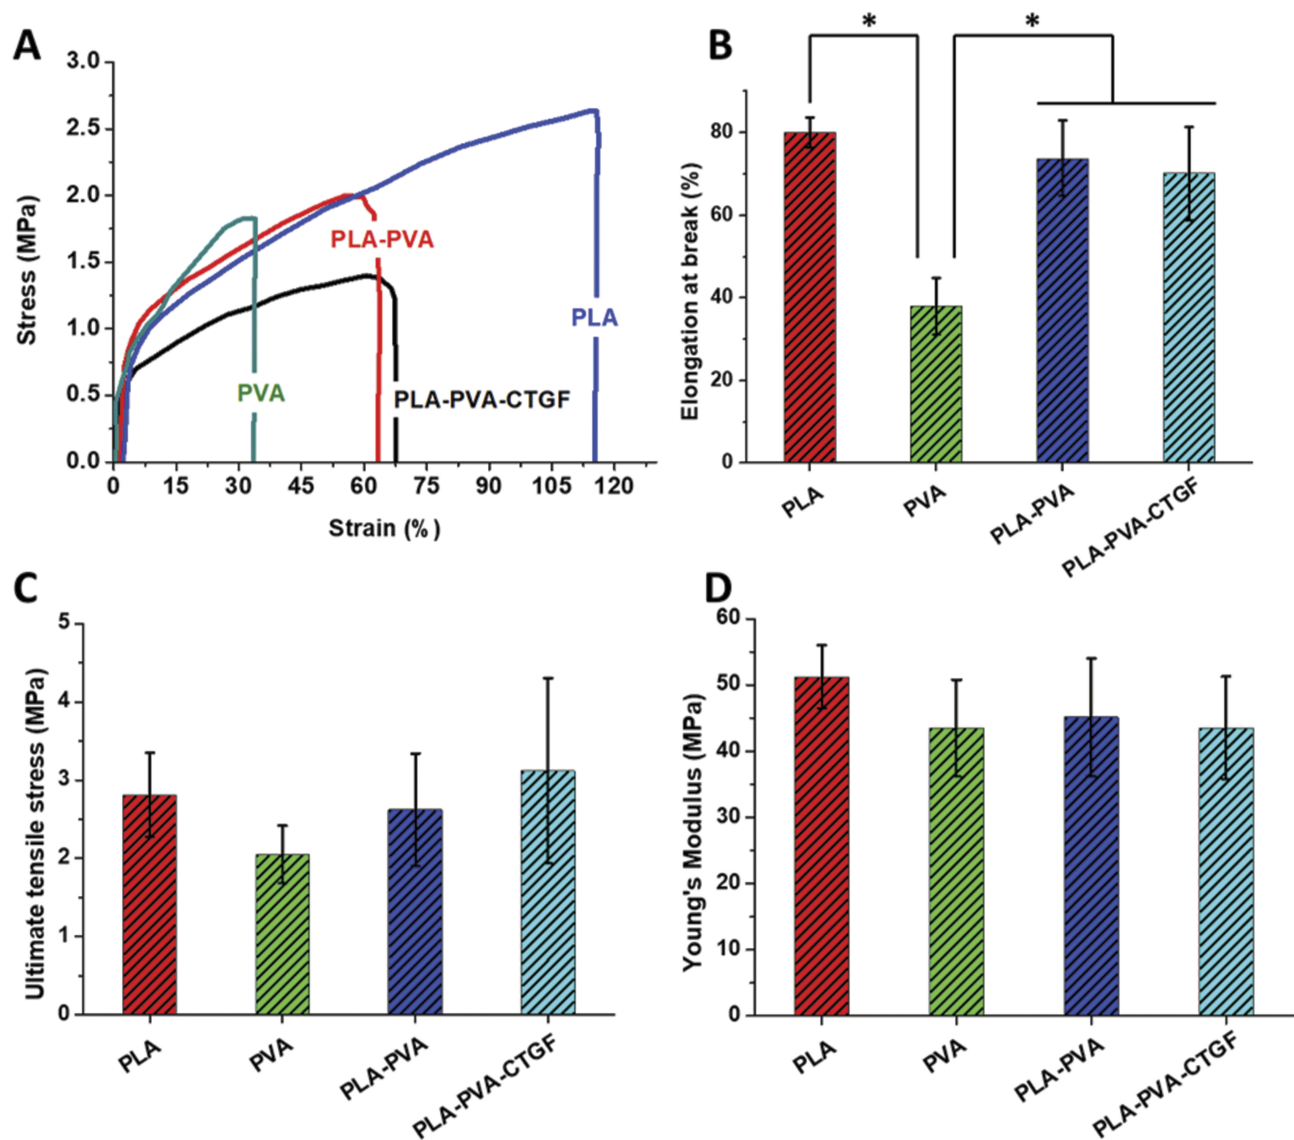 A
3.0
2.5
2.0
1.5
1.0
0.5
0.0
Stress (MPa)
PLA-PVA
PLA
PVA
PLA-PVA-CTGF
0 15 30 45 60 75 90 105 120
Strain (%)
B
* *
80
60
40
20
0
Elongation at break (%)
PLA PVA PLA-PVA PLA-PVA-CTGF
C
5
4
3
2
1
0
Ultimate tensile stress (MPa)
PLA PVA PLA-PVA PLA-PVA-CTGF
D
60
50
40
30
20
10
0
Young's Modulus (MPa)
PLA PVA PLA-PVA PLA-PVA-CTGF